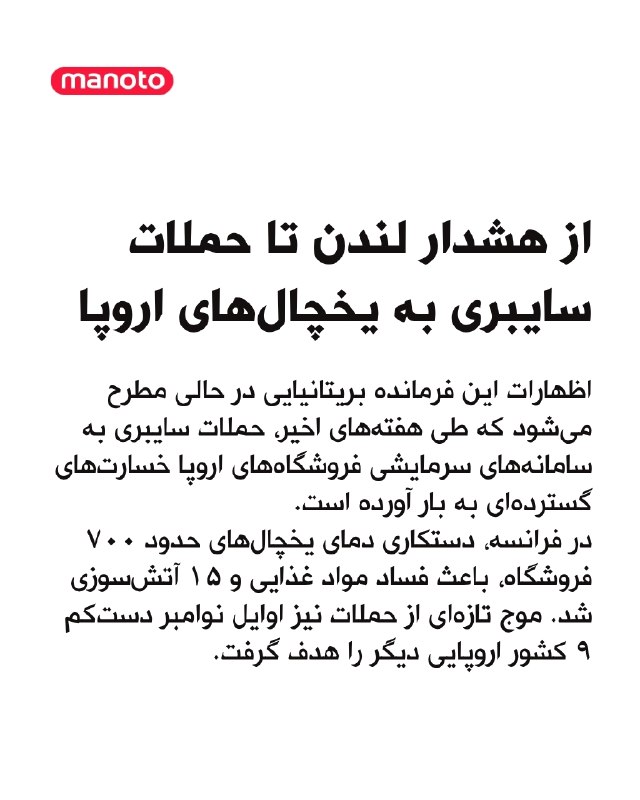 manoto
از هشدار لندن تا حملات
سایبری به یخچال‌های اروپا
اظهارات این فرمانده بریتانیایی در حالی مطرح
می‌شود که طی هفته‌های اخیر، حملات سایبری به
سامانه‌های سرمایشی فروشگاه‌های اروپا خسارت‌های
گسترده‌ای به بار آورده است.
در فرانسه، دستکاری دمای یخچال‌های حدود ۷۰۰
فروشگاه، باعث فساد مواد غذایی و ۱۵ آتش‌سوزی
شد. موج تازه‌ای از حملات نیز اوایل نوامبر دست‌کم
۹ کشور اروپایی دیگر را هدف گرفت.